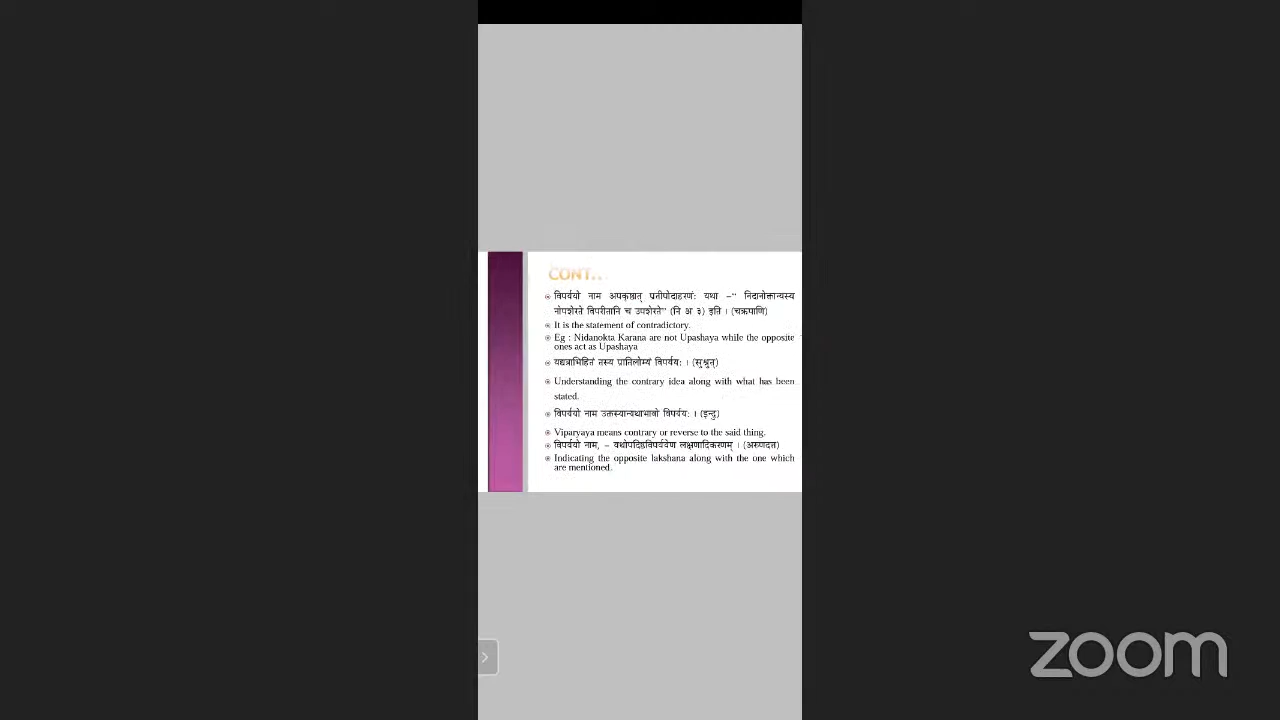 CONT...
विपर्ययो नाम अपकृष्ठात् प्रतीपोदाहरणंः यथा –“ निदानोक्तान्यस्य
नोपशेरते विपरीतानि च उपशेरते” (नि अ ३) इति । (चक्रपाणि)
It is the statement of contradictory.
Eg : Nidanokta Karana are not Upashaya while the opposite
ones act as Upashaya
यद्यत्राभिहितं तस्य प्रातिलोम्यं विपर्ययः । (सुश्रुत्)
Understanding the contrary idea along with what has been
stated.
विपर्ययो नाम उक्तस्यान्यथाभावो विपर्ययः । (इन्दु)
Viparyaya means contrary or reverse to the said thing.
विपर्ययो नाम, – यथोपदिष्ठविपर्ययेण लक्षणादिकरणम् । (अरुणदत्त)
Indicating the opposite lakshana along with the one which
are mentioned.
zoom